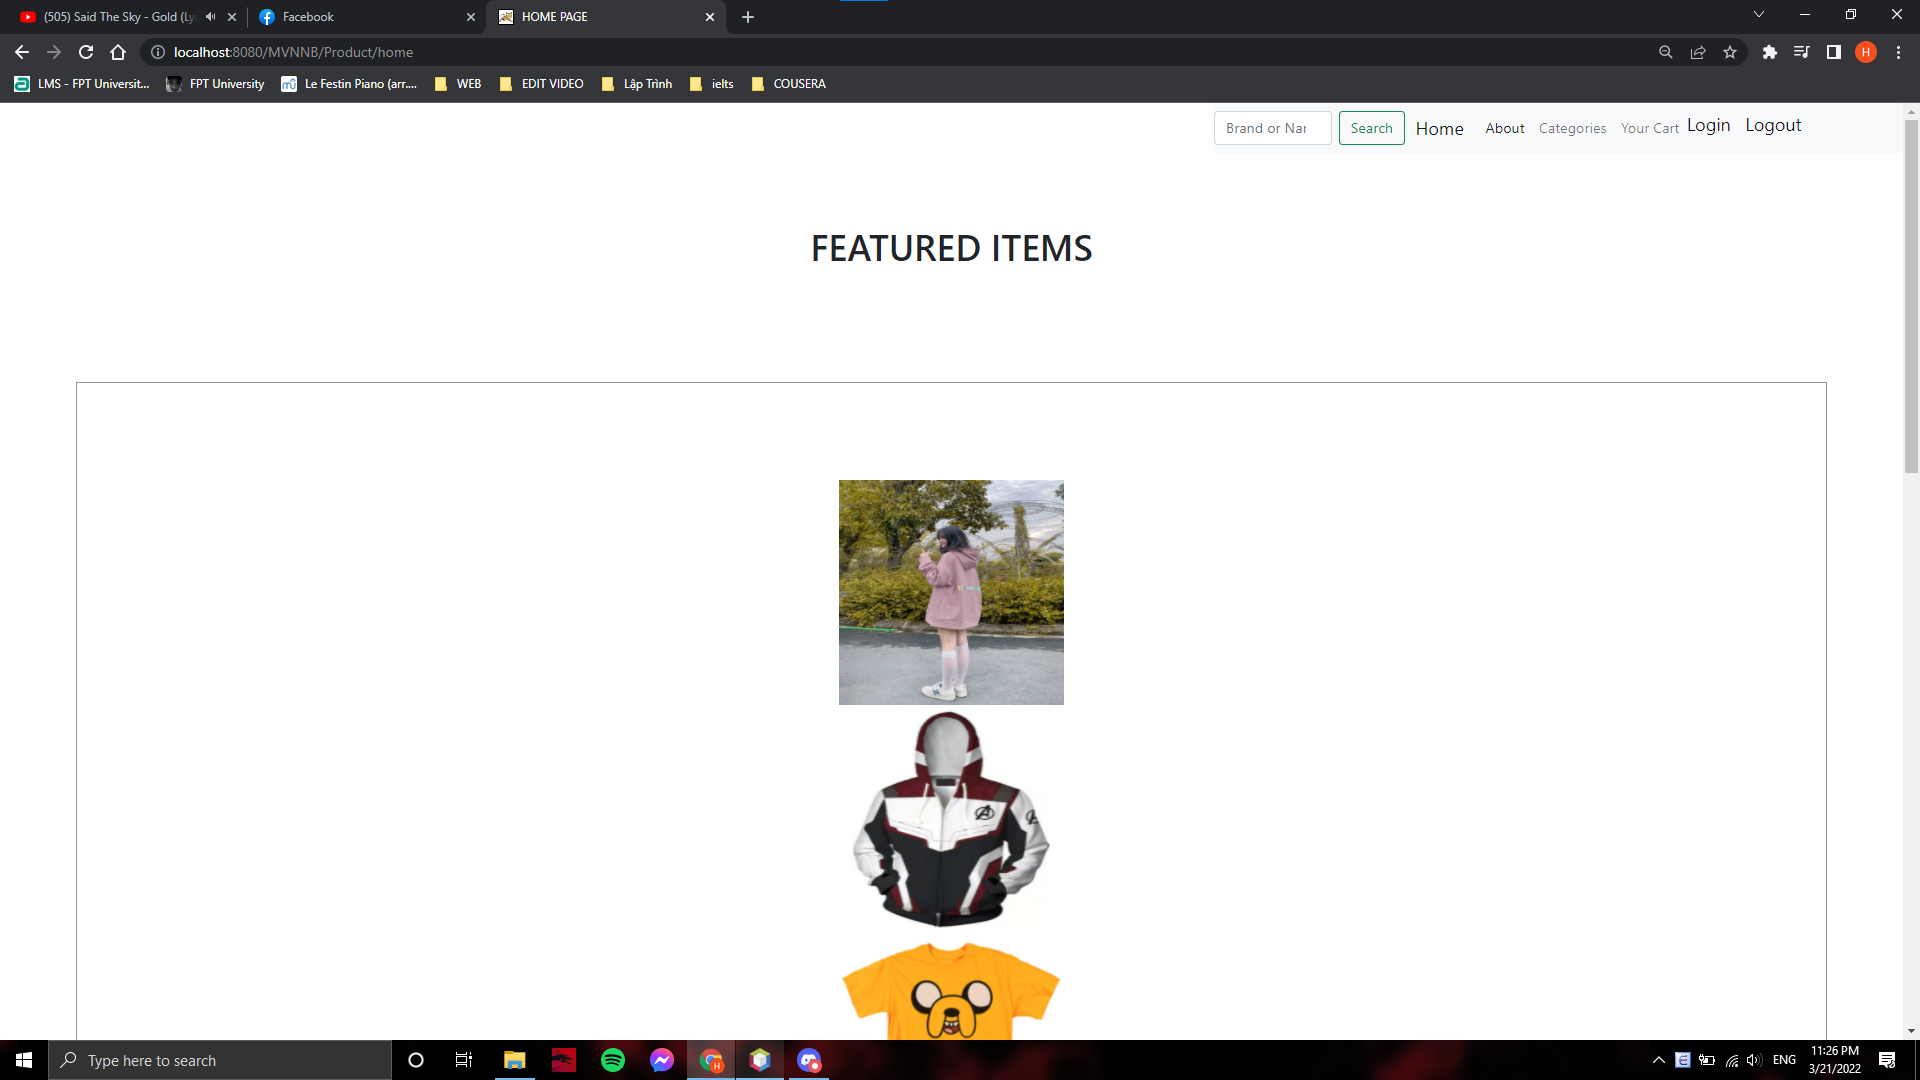 (505) Said The Sky - Gold (Ly
Facebook
HOME PAGE
localhost:8080/MVNNB/Product/home
H
LMS - FPT Universit...
FPT University
Le Festin Piano (arr....
WEB
EDIT VIDEO
Lập Trình
ielts
COUSERA
Brand or Nar
Search
Home
About
Categories
Your Cart
Login
Logout
FEATURED ITEMS
Type here to search
H
ENG
11:26 PM
3/21/2022